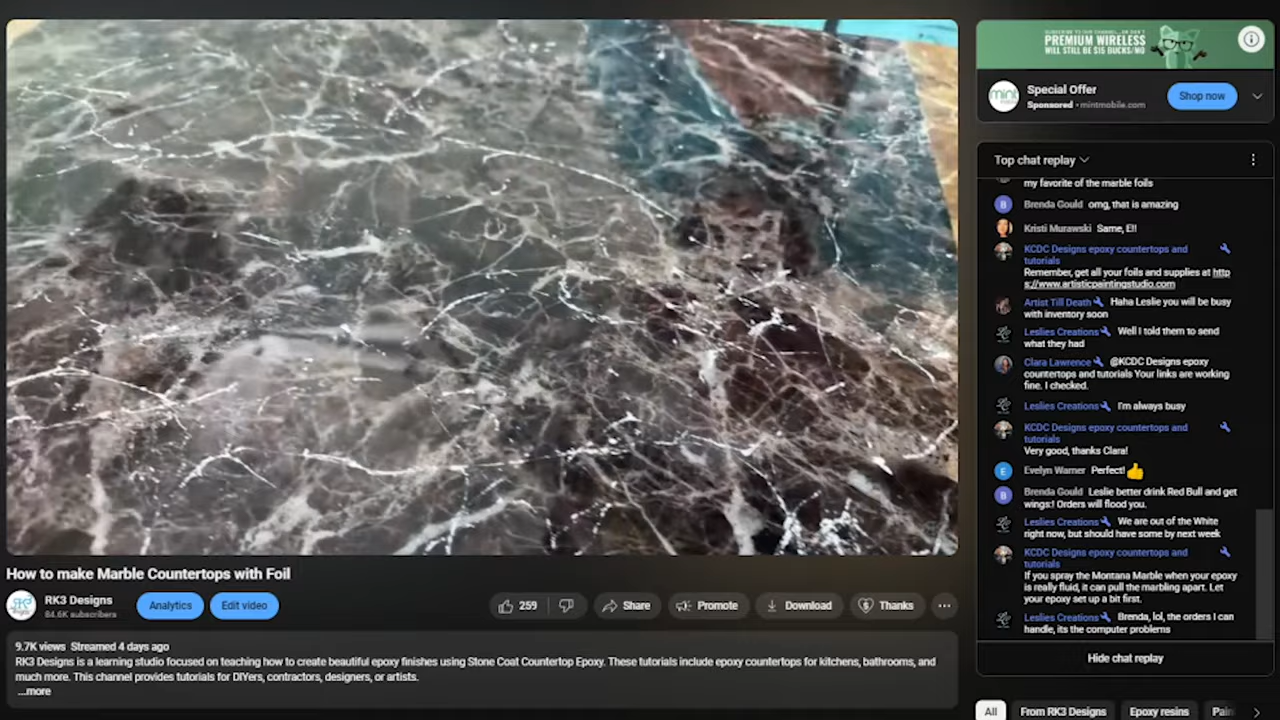 PREMIUM WIRELESS
WILL STILL BE $15 BUCKS/MO
mint
Special Offer
Sponsored · mintmobile.com
Shop now
Top chat replay
my favorite of the marble foils
B Brenda Gould omg, that is amazing
Kristi Murawski Same, E!!
KCDC Designs epoxy countertops and
tutorials
Remember, get all your foils and supplies at http
s://www.artisticpaintingstudio.com
Artist Till Death Haha Leslie you will be busy
with inventory soon
Leslies Creations Well I told them to send
what they had
Clara Lawrence @KCDC Designs epoxy
countertops and tutorials Your links are working
fine. I checked.
Leslies Creations I'm always busy
KCDC Designs epoxy countertops and
tutorials
Very good, thanks Clara!
E Evelyn Warner Perfect! 👍
B Brenda Gould Leslie better drink Red Bull and get
wings:! Orders will flood you.
Leslies Creations We are out of the White
right now, but should have some by next week
KCDC Designs epoxy countertops and
tutorials
If you spray the Montana Marble when your epoxy
is really fluid, it can pull the marbling apart. Let
your epoxy set up a bit first.
Leslies Creations Brenda, lol, the orders I can
handle, its the computer problems
Hide chat replay
All From RK3 Designs Epoxy resins Pain
How to make Marble Countertops with Foil
RK3 Designs
84.6K subscribers
Analytics Edit video
259 Share Promote Download Thanks
9.7K views Streamed 4 days ago
RK3 Designs is a learning studio focused on teaching how to create beautiful epoxy finishes using Stone Coat Countertop Epoxy. These tutorials include epoxy countertops for kitchens, bathrooms, and
much more. This channel provides tutorials for DIYers, contractors, designers, or artists.
...more